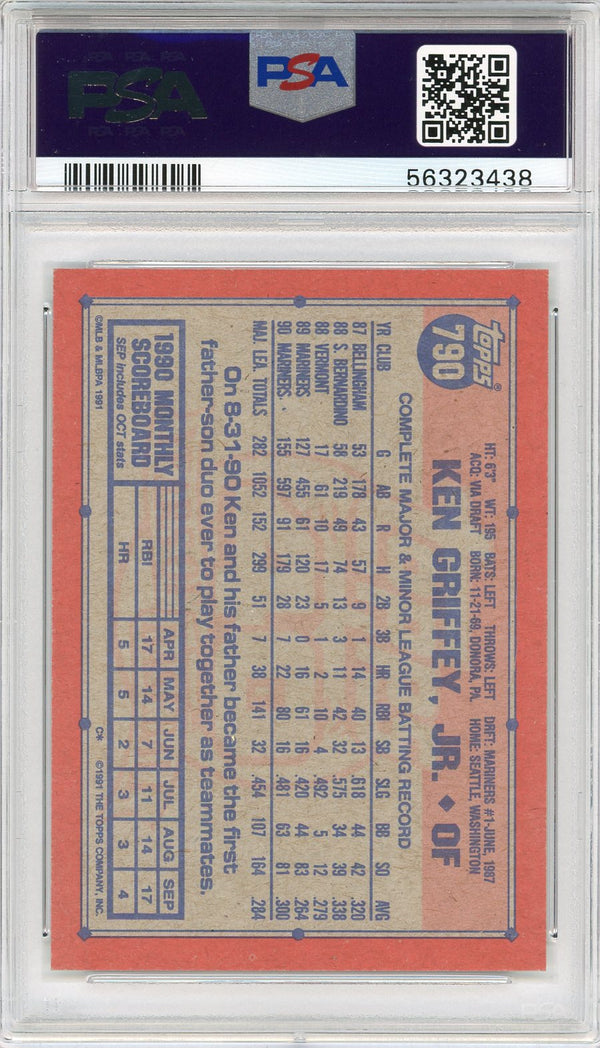 PSA
PSA
56323438
topps®
790
HT: 6'3" WT: 195 BATS: LEFT THROWS: LEFT DRFT: MARINERS #1-JUNE, 1987
ACQ: VIA DRAFT BORN: 11-21-69, DONORA, PA. HOME: SEATTLE, WASHINGTON
KEN GRIFFEY, JR. ♦ OF
COMPLETE MAJOR & MINOR LEAGUE BATTING RECORD
YR CLUB G AB R H 2B 3B HR RBI SB SLG BB SO AVG
87 BELLINGHAM 53 178 43 57 9 1 14 40 13 .618 44 42 .320
88 S. BERNARDINO 58 219 49 74 13 3 11 42 32 .575 34 39 .338
88 VERMONT 17 61 10 17 5 1 2 10 4 .492 5 12 .279
89 MARINERS 127 455 61 120 23 0 16 61 16 .420 44 83 .264
90 MARINERS 155 597 91 179 28 7 22 80 16 .481 63 81 .300
MAJ. LEA. TOTALS 282 1052 152 299 51 7 38 141 32 .454 107 164 .284
On 8-31-90 Ken and his father became the first
father-son duo ever to play together as teammates.
1990 MONTHLY
SCOREBOARD
SEP includes OCT stats
APR MAY JUN JUL AUG SEP
RBI 17 14 7 11 14 17
HR 5 5 2 3 3 4
©MLB & MLBPA 1991
C* ©1991 THE TOPPS COMPANY, INC.